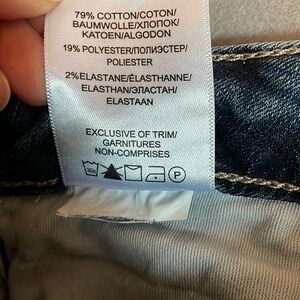 79% COTTON/COTON/
BAUMWOLLE/ХЛОПОК/
KATOEN/ALGODON
19% POLYESTER/ПОЛИЭСТЕР/
POLIESTER
2% ELASTANE/ÉLASTHANNE/
ELASTHAN/ЭЛАСТАН/
ELASTAAN
EXCLUSIVE OF TRIM/
GARNITURES
NON-COMPRISES
P